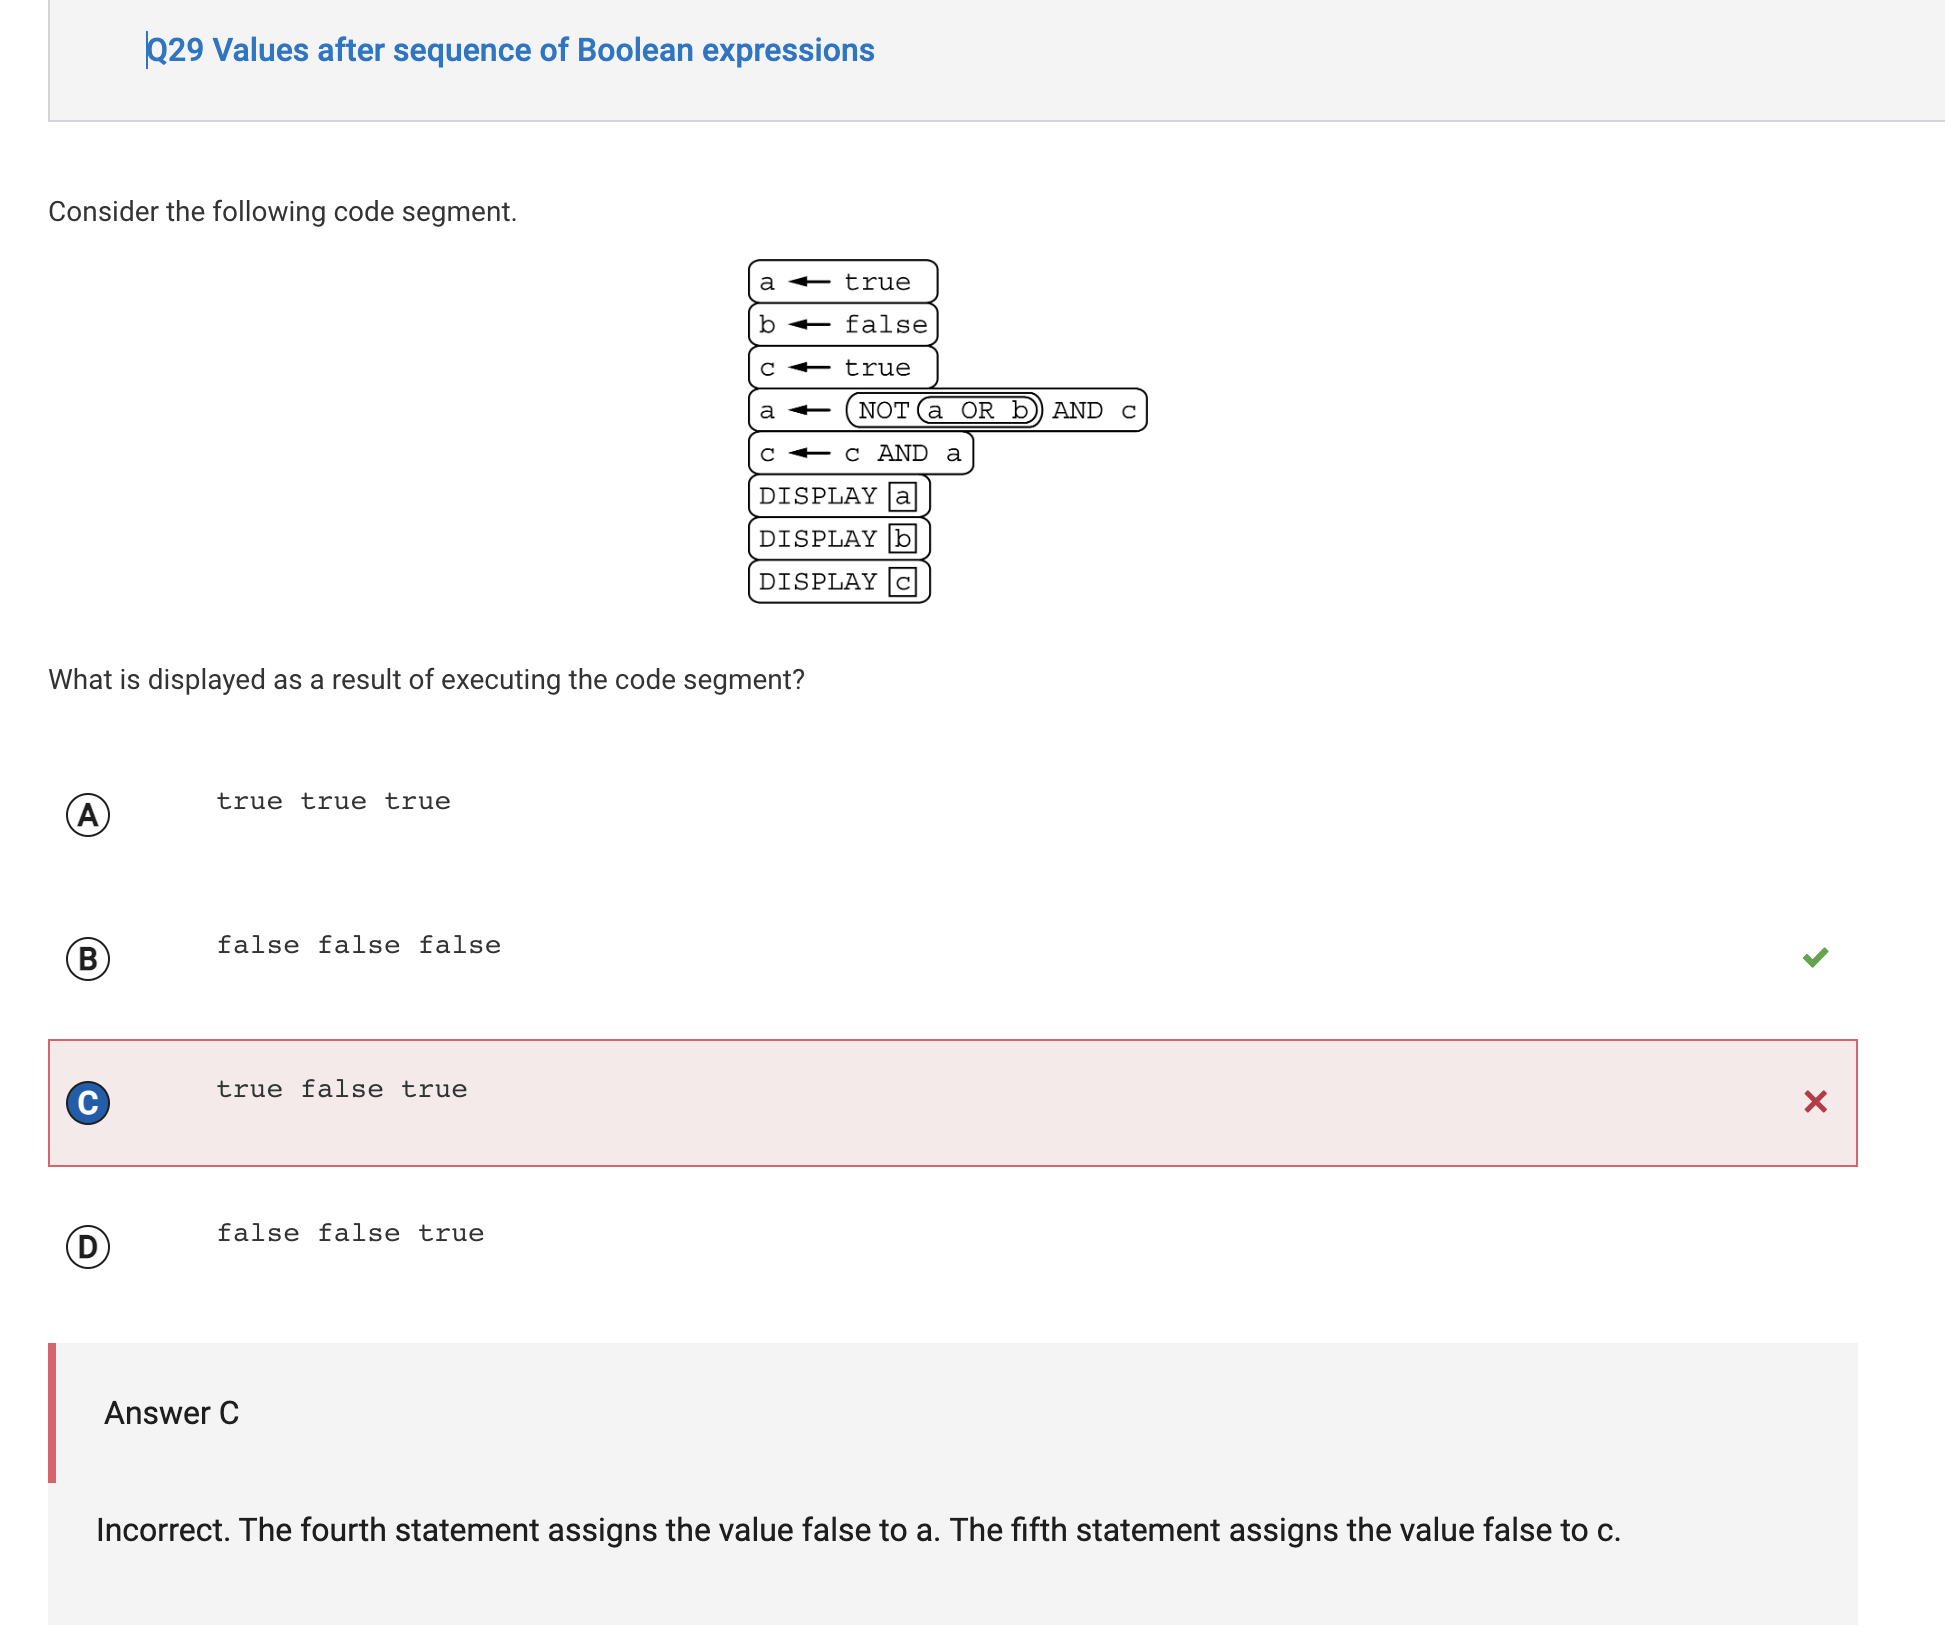 Q29 Values after sequence of Boolean expressions
Consider the following code segment.
a ← true
b ← false
c ← true
a ← NOT a OR b AND c
c ← c AND a
DISPLAY a
DISPLAY b
DISPLAY c
What is displayed as a result of executing the code segment?
A true true true
B false false false
C true false true
D false false true
Answer C
Incorrect. The fourth statement assigns the value false to a. The fifth statement assigns the value false to c.